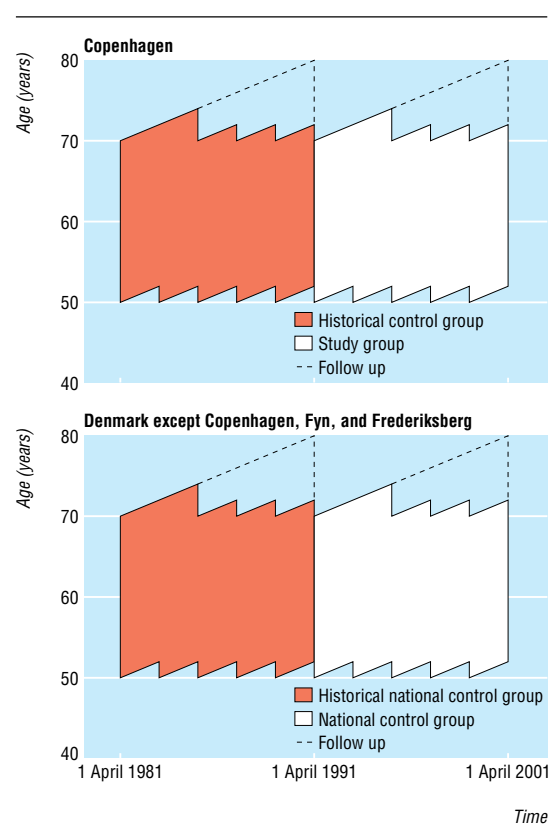 Copenhagen
Age (years)
80
70
60
50
40
Historical control group
Study group
Follow up
Denmark except Copenhagen, Fyn, and Frederiksberg
Age (years)
80
70
60
50
40
Historical national control group
National control group
Follow up
1 April 1981 1 April 1991 1 April 2001
Time